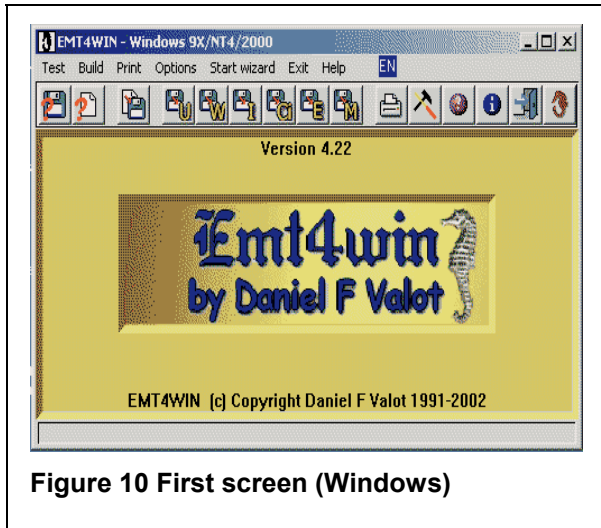 EMT4WIN - Windows 9X/NT4/2000
Test Build Print Options Start wizard Exit Help EN
? ? U W I CI E M i
Version 4.22
Emt4win
by Daniel F Valot
EMT4WIN (c) Copyright Daniel F Valot 1991-2002
Figure 10 First screen (Windows)